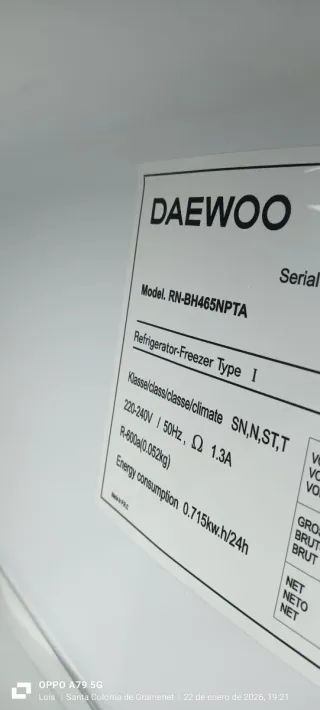 DAEWOO
Serial
Model. RN-BH465NPTA
Refrigerator-Freezer Type I
Klasse/class/classe/climate SN,N,ST,T
220-240V / 50Hz, Ω 1.3A
R-600a(0.052kg)
Energy consumption 0.715kw.h/24h
VO
VO
VO
GROS
BRUT
BRUT
NET
NETO
NET
OPPO A79 5G
Luis | Santa Coloma de Gramenet | 22 de enero de 2026, 19:21